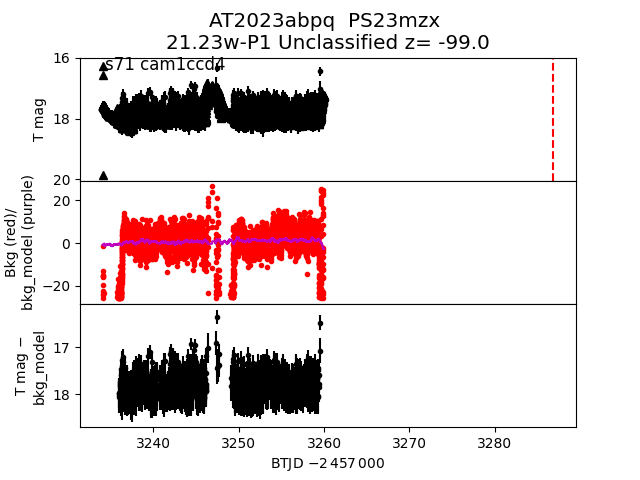 AT2023abpq  PS23mzx
21.23w-P1 Unclassified z= -99.0
s71 cam1ccd4
16
18
20
T mag
20
0
−20
Bkg (red)/
bkg_model (purple)
17
18
T mag −
bkg_model
3240 3250 3260 3270 3280
BTJD −2 457 000